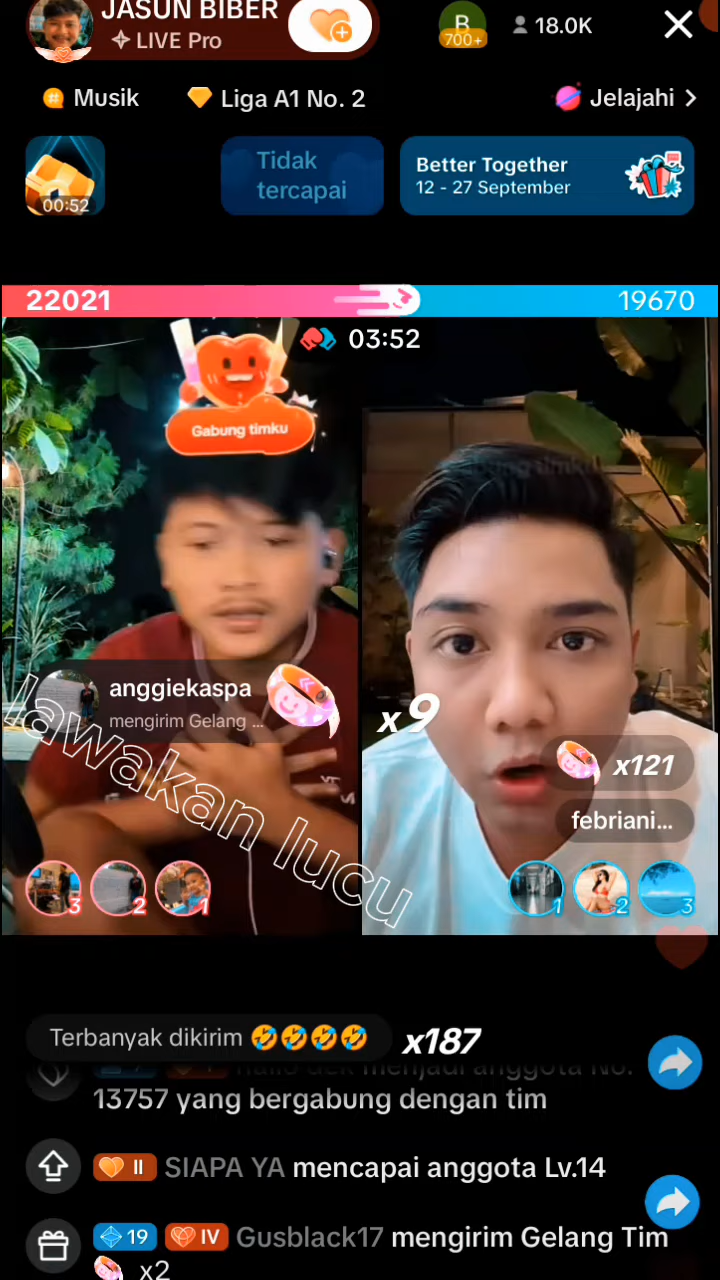 JASUN BIBER
LIVE Pro
B
700+
18.0K
Musik
Liga A1 No. 2
Jelajahi
00:52
Tidak
tercapai
Better Together
12 - 27 September
22021
19670
03:52
Gabung timku
anggiekaspa
mengirim Gelang ...
x9
x121
febriani...
lawakan lucu
3
2
1
1
2
3
Terbanyak dikirim 🤣🤣🤣🤣
x187
menjadi anggota No.
13757 yang bergabung dengan tim
II SIAPA YA mencapai anggota Lv.14
19 IV Gusblack17 mengirim Gelang Tim
x2